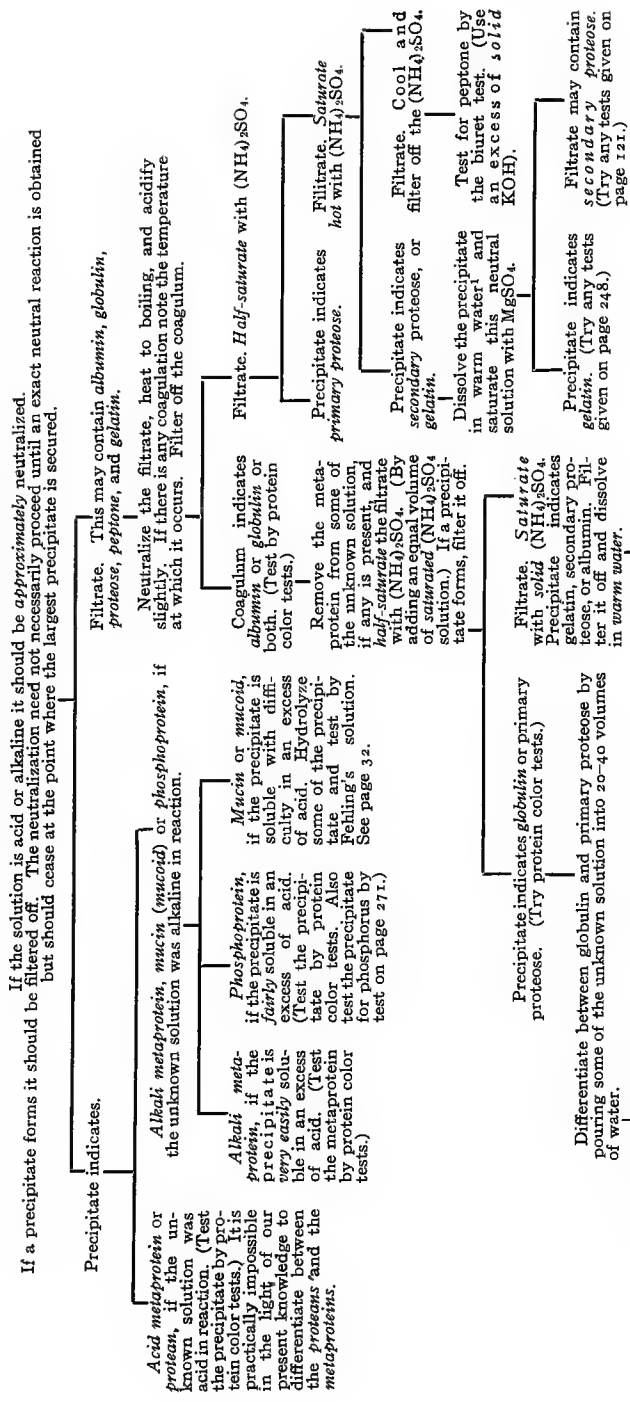 If the solution is acid or alkaline it should be approximately neutralized.
If a precipitate forms it should be filtered off. The neutralization need not necessarily proceed until an exact neutral reaction is obtained
but should cease at the point where the largest precipitate is secured.
Precipitate indicates.
Acid metaprotein or
protean, if the un-
known solution was
acid in reaction. (Test
the precipitate by pro-
tein color tests.) It is
practically impossible
in the light of our
present knowledge to
differentiate between
the proteans and the
metaproteins.
Alkali metaprotein, mucin (mucoid) or phosphoprotein, if
the unknown solution was alkaline in reaction.
Alkali meta-
protein, if the
precipitate is
very easily solu-
ble in an excess
of acid. (Test
the metaprotein
by protein color
tests.)
Phosphoprotein,
if the precipitate is
fairly soluble in an
excess of acid.
(Test the precipi-
tate by protein
color tests. Also
test the precipitate
for phosphorus by
test on page 271.)
Mucin or mucoid,
if the precipitate is
soluble with diffi-
culty in an excess
of acid. Hydrolyze
some of the precipi-
tate and test by
Fehling's solution.
See page 32.
Filtrate. This may contain albumin, globulin,
proteose, peptone, and gelatin.
Neutralize the filtrate, heat to boiling, and acidify
slightly. If there is any coagulation note the temperature
at which it occurs. Filter off the coagulum.
Coagulum indicates
albumin or globulin or
both. (Test by protein
color tests.)
Remove the meta-
protein from some of
the unknown solution,
if any is present, and
half-saturate the filtrate
with (NH4)2SO4. (By
adding an equal volume
of saturated (NH4)2SO4
solution.) If a precipi-
tate forms, filter it off.
Precipitate indicates globulin or primary
proteose. (Try protein color tests.)
Differentiate between globulin and primary proteose by
pouring some of the unknown solution into 20-40 volumes
of water.
Filtrate. Saturate
with solid (NH4)2SO4.
Precipitate indicates
gelatin, secondary pro-
teose, or albumin. Fil-
ter it off and dissolve
in warm water.
Filtrate. Half-saturate with (NH4)2SO4.
Precipitate indicates
primary proteose.
Filitrate. Saturate
hot with (NH4)2SO4.
Precipitate indicates
secondary proteose, or
gelatin.
Dissolve the precipitate
in warm water¹ and
saturate this neutral
solution with MgSO4.
Filtrate. Cool and
filter off the (NH4)2SO4.
Test for peptone by
the biuret test. (Use
an excess of solid
KOH).
Precipitate indicates
gelatin. (Try any tests
given on page 248.)
Filtrate may contain
secondary proteose.
(Try any tests given on
page 121.)